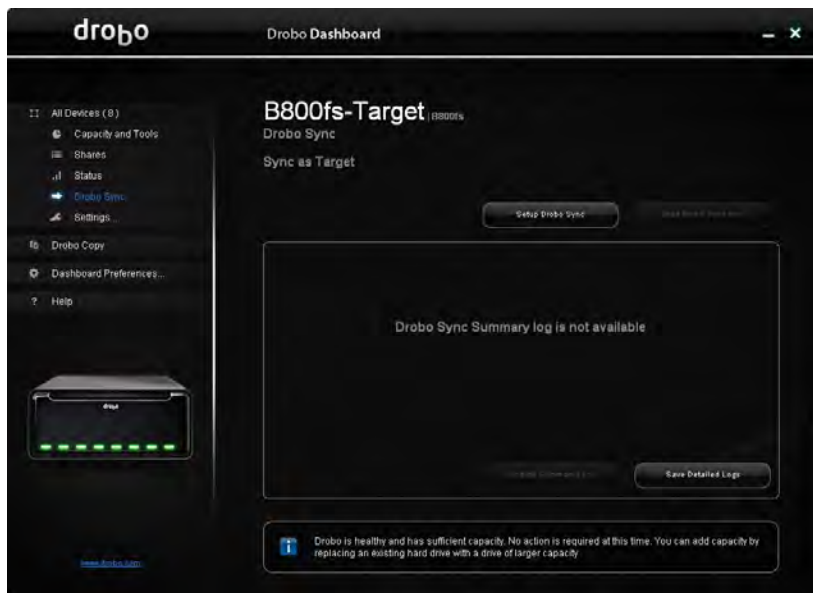 drobo
Drobo Dashboard
All Devices (8)
Capacity and Tools
Shares
Status
Drobo Sync
Settings...
Drobo Copy
Dashboard Preferences...
? Help
www.drobo.com
B800fs-Target B800fs
Drobo Sync
Sync as Target
Setup Drobo Sync
Drobo Sync Summary log is not available
Save Detailed Logs
Drobo is healthy and has sufficient capacity. No action is required at this time. You can add capacity by
replacing an existing hard drive with a drive of larger capacity